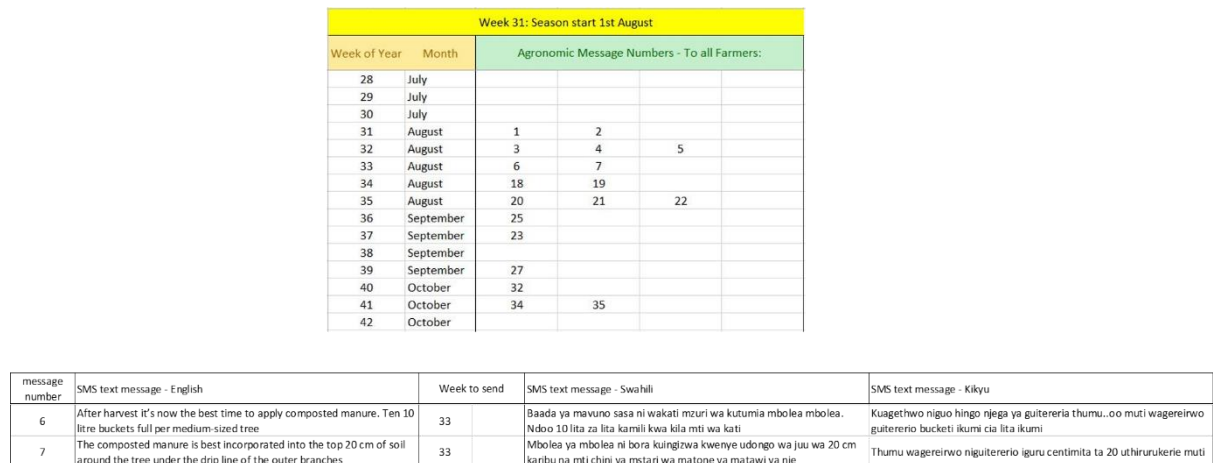 Week 31: Season start 1st August
Week of Year Month Agronomic Message Numbers - To all Farmers:
28 July
29 July
30 July
31 August 1 2
32 August 3 4 5
33 August 6 7
34 August 18 19
35 August 20 21 22
36 September 25
37 September 23
38 September
39 September 27
40 October 32
41 October 34 35
42 October
message number SMS text message - English Week to send SMS text message - Swahili SMS text message - Kikyu
6 After harvest it's now the best time to apply composted manure. Ten 10 33 Baada ya mavuno sasa ni wakati mzuri wa kutumia mbolea mbolea. Kuagethwo niguo hingo njega ya guitereria thumu..oo muti wagereirwo
litre buckets full per medium-sized tree Ndoo 10 lita za lita kamili kwa kila mti wa kati guitererio bucketi ikumi cia lita ikumi
7 The composted manure is best incorporated into the top 20 cm of soil 33 Mbolea ya mbolea ni bora kuingizwa kwenye udongo wa juu wa 20 cm Thumu wagereirwo niguitererio iguru centimita ta 20 uthirurukerie muti
around the tree under the drip line of the outer branches karibu na mti chini ya mstari wa matone ya matawi ya nje